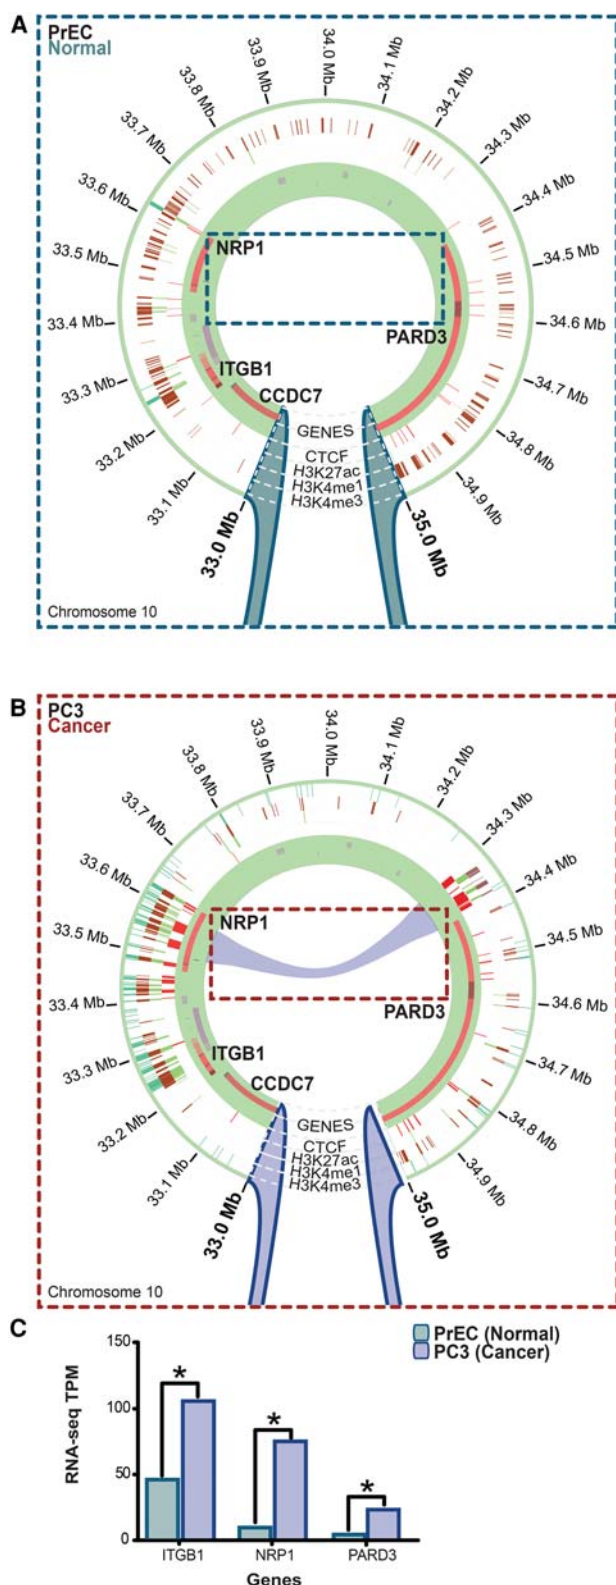 A
PrEC
Normal
33.0 Mb
33.1 Mb
33.2 Mb
33.3 Mb
33.4 Mb
33.5 Mb
33.6 Mb
33.7 Mb
33.8 Mb
33.9 Mb
34.0 Mb
34.1 Mb
34.2 Mb
34.3 Mb
34.4 Mb
34.5 Mb
34.6 Mb
34.7 Mb
34.8 Mb
34.9 Mb
35.0 Mb
NRP1
PARD3
ITGB1
CCDC7
GENES
CTCF
H3K27ac
H3K4me1
H3K4me3
Chromosome 10
B
PC3
Cancer
33.0 Mb
33.1 Mb
33.2 Mb
33.3 Mb
33.4 Mb
33.5 Mb
33.6 Mb
33.7 Mb
33.8 Mb
33.9 Mb
34.0 Mb
34.1 Mb
34.2 Mb
34.3 Mb
34.4 Mb
34.5 Mb
34.6 Mb
34.7 Mb
34.8 Mb
34.9 Mb
35.0 Mb
NRP1
PARD3
ITGB1
CCDC7
GENES
CTCF
H3K27ac
H3K4me1
H3K4me3
Chromosome 10
C
PrEC (Normal)
PC3 (Cancer)
RNA-seq TPM
150
100
50
0
*
*
*
ITGB1
NRP1
PARD3
Genes